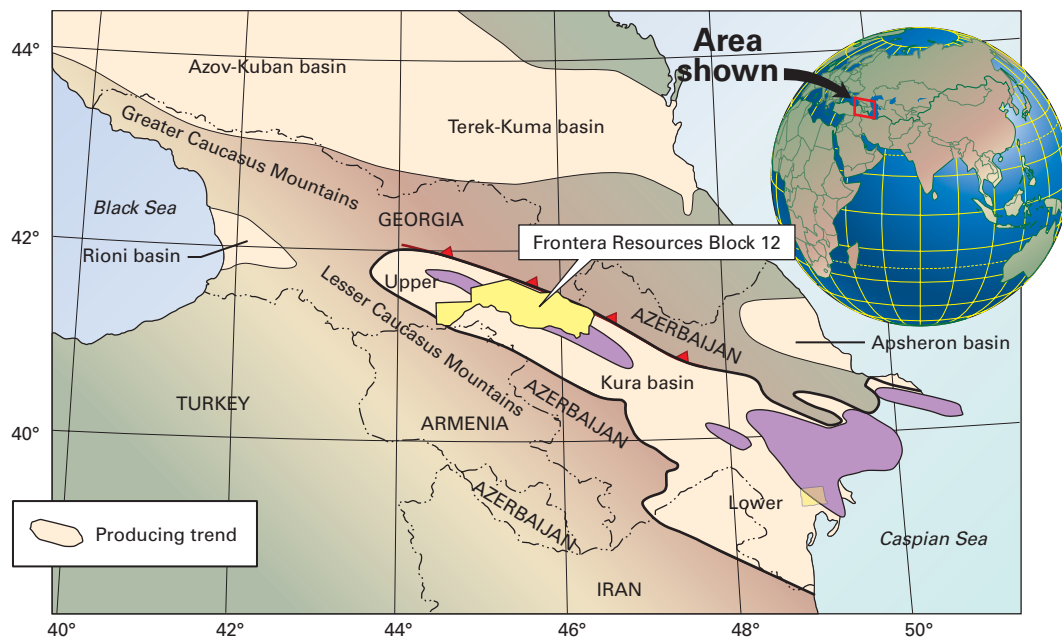 44°
42°
40°
Azov-Kuban basin
Area
shown
Terek-Kuma basin
Greater Caucasus Mountains
Black Sea
GEORGIA
Frontera Resources Block 12
Rioni basin
Upper
Lesser Caucasus Mountains
AZERBAIJAN
Apsheron basin
Kura basin
TURKEY
AZERBAIJAN
ARMENIA
AZERBAIJAN
Lower
Producing trend
Caspian Sea
IRAN
40°
42°
44°
46°
48°
50°